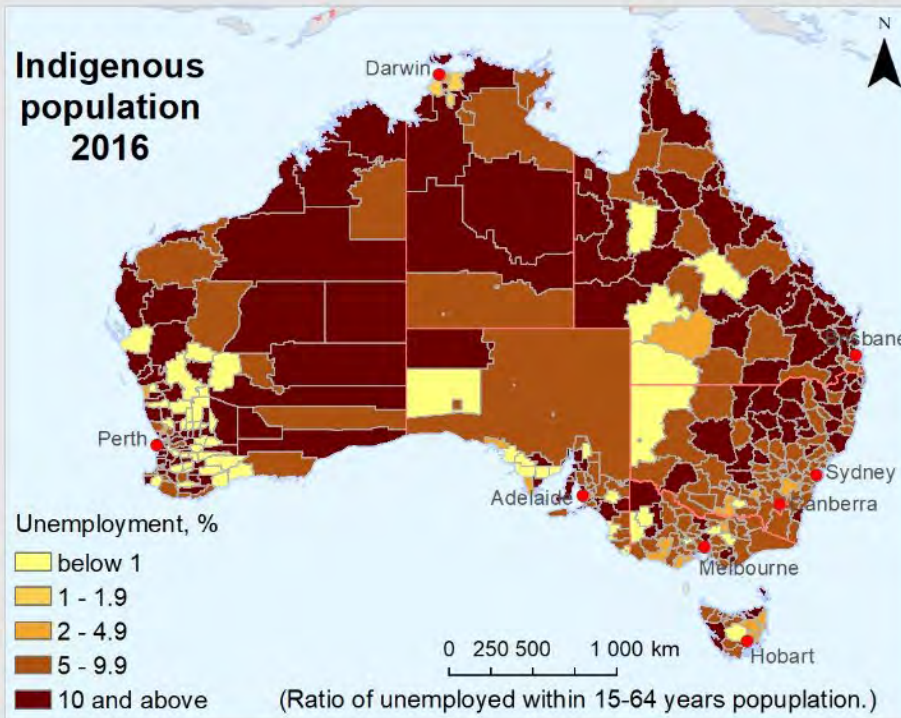 Indigenous
population
2016
N
Darwin
Brisbane
Perth
Sydney
Adelaide
Canberra
Melbourne
Hobart
Unemployment, %
below 1
1 - 1.9
2 - 4.9
5 - 9.9
10 and above
0 250 500 1 000 km
(Ratio of unemployed within 15-64 years popuplation.)